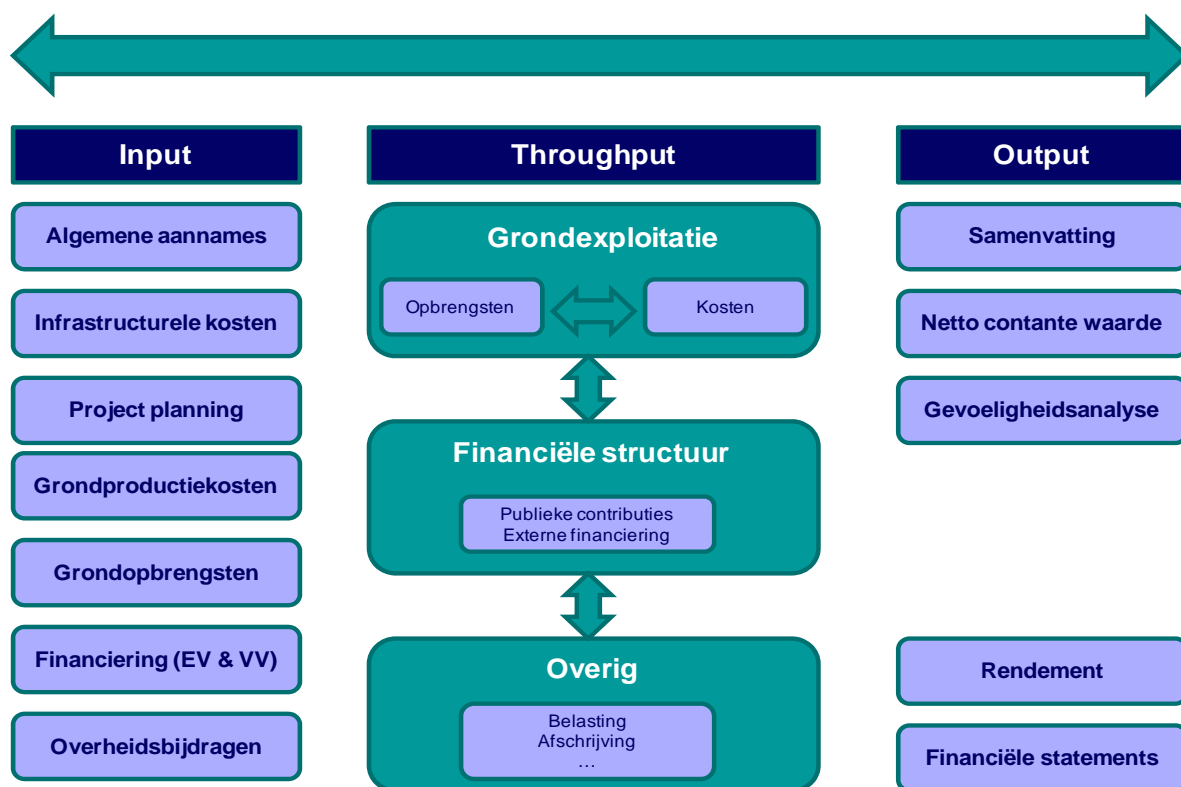 Input
Algemene aannames
Infrastructurele kosten
Project planning
Grondproductiekosten
Grondopbrengsten
Financiering (EV & VV)
Overheidsbijdragen
Throughput
Grondexploitatie
Opbrengsten
Kosten
Financiële structuur
Publieke contributies
Externe financiering
Overig
Belasting
Afschrijving
…
Output
Samenvatting
Netto contante waarde
Gevoeligheidsanalyse
Rendement
Financiële statements